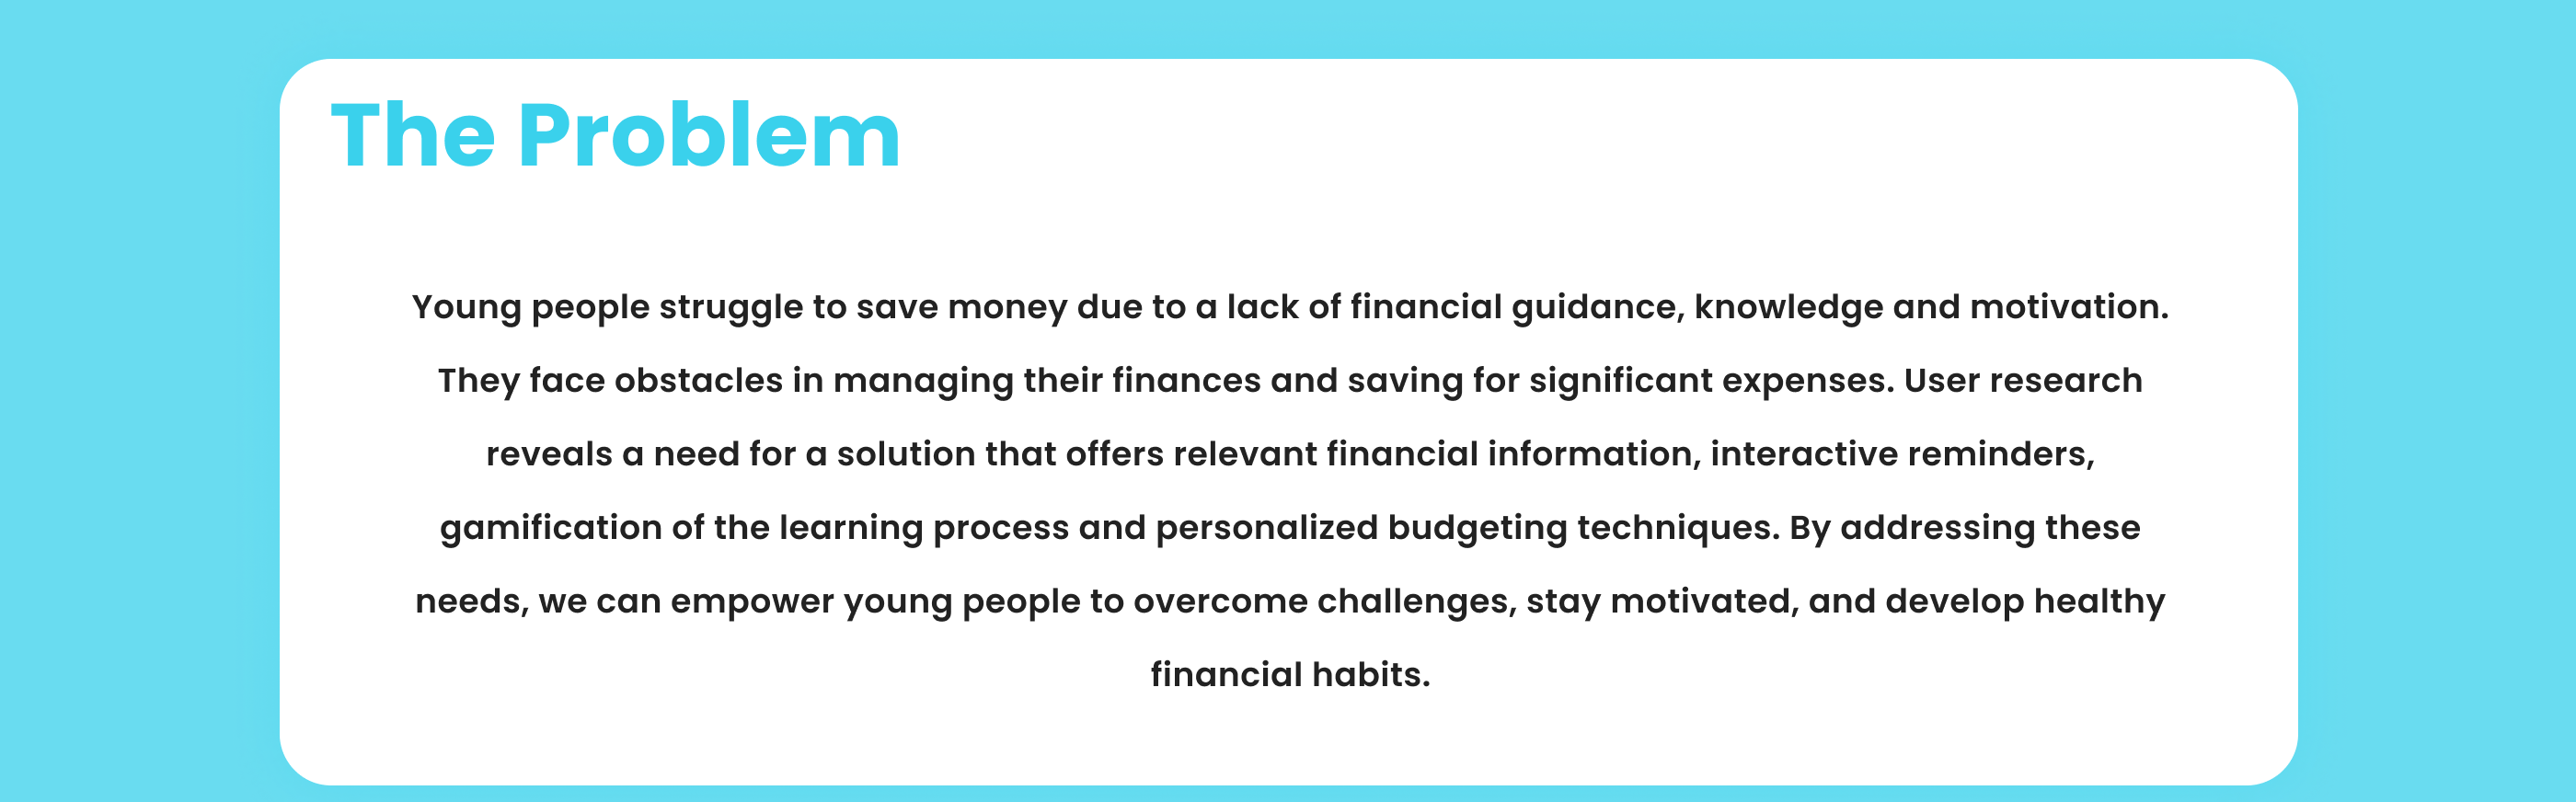 The Problem
Young people struggle to save money due to a lack of financial guidance, knowledge and motivation.
They face obstacles in managing their finances and saving for significant expenses. User research
reveals a need for a solution that offers relevant financial information, interactive reminders,
gamification of the learning process and personalized budgeting techniques. By addressing these
needs, we can empower young people to overcome challenges, stay motivated, and develop healthy
financial habits.